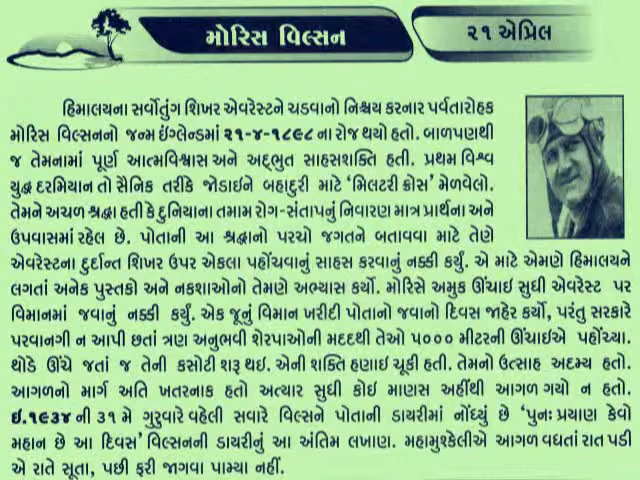 મોરિસ વિલ્સન
૨૧ એપ્રિલ
હિમાલયના સર્વોતુંગ શિખર એવરેસ્ટને ચડવાનો નિશ્ચય કરનાર પર્વતારોહક
મોરિસ વિલ્સનનો જન્મ ઈંગ્લેન્ડમાં ૨૧-૪-૧૮૯૮ ના રોજ થયો હતો. બાળપણથી
જ તેમનામાં પૂર્ણ આત્મવિશ્વાસ અને અદ્ભુત સાહસશક્તિ હતી. પ્રથમ વિશ્વ
યુદ્ધ દરમિયાન તો સૈનિક તરીકે જોડાઈને બહાદુરી માટે ‘મિલટરી ક્રોસ’ મેળવેલો.
તેમને અચળ શ્રદ્ધા હતી કે દુનિયાના તમામ રોગ-સંતાપનું નિવારણ માત્ર પ્રાર્થના અને
ઉપવાસમાં રહેલ છે. પોતાની આ શ્રદ્ધાનો પરચો જગતને બતાવવા માટે તેણે
એવરેસ્ટના દુર્દાન્ત શિખર ઉપર એકલા પહોંચવાનું સાહસ કરવાનું નક્કી કર્યું. એ માટે એમણે હિમાલયને
લગતાં અનેક પુસ્તકો અને નકશાઓનો તેમણે અભ્યાસ કર્યો. મોરિસે અમુક ઊંચાઇ સુધી એવરેસ્ટ પર
વિમાનમાં જવાનું નક્કી કર્યું. એક જૂનું વિમાન ખરીદી પોતાનો જવાનો દિવસ જાહેર કર્યો, પરંતુ સરકારે
પરવાનગી ન આપી છતાં ત્રણ અનુભવી શેરપાઓની મદદથી તેઓ ૫૦૦૦ મીટરની ઊંચાઈએ પહોંચ્યા.
થોડે ઊંચે જતાં જ તેની કસોટી શરૂ થઇ. એની શક્તિ હણાઇ ચૂકી હતી. તેમનો ઉત્સાહ અદમ્ય હતો.
આગળનો માર્ગ અતિ ખતરનાક હતો અત્યાર સુધી કોઇ માણસ અહીંથી આગળ ગયો ન હતો.
ઇ.૧૯૩૪ ની ૩૧ મે ગુરુવારે વહેલી સવારે વિલ્સને પોતાની ડાયરીમાં નોંધ્યું છે ‘પુનઃ પ્રયાણ કેવો
મહાન છે આ દિવસ’ વિલ્સનની ડાયરીનું આ અંતિમ લખાણ. મહામુશ્કેલીએ આગળ વધતાં રાત પડી
એ રાતે સૂતા, પછી ફરી જાગવા પામ્યા નહીં.